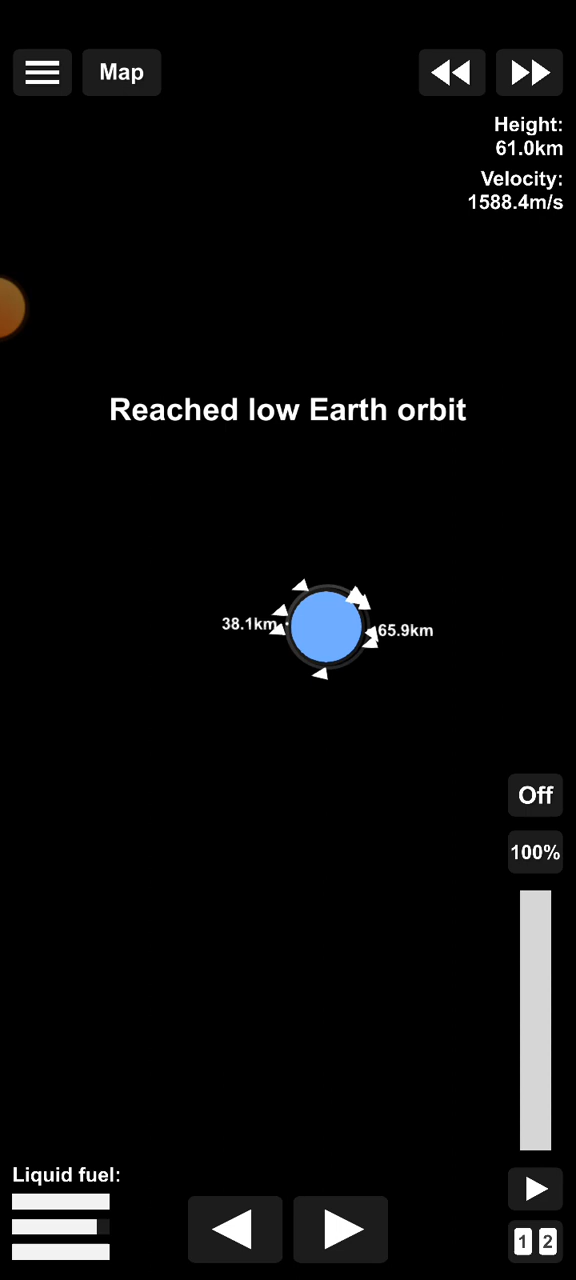 Map
Height:
61.0km
Velocity:
1588.4m/s
Reached low Earth orbit
38.1km
65.9km
Off
100%
Liquid fuel:
1 2